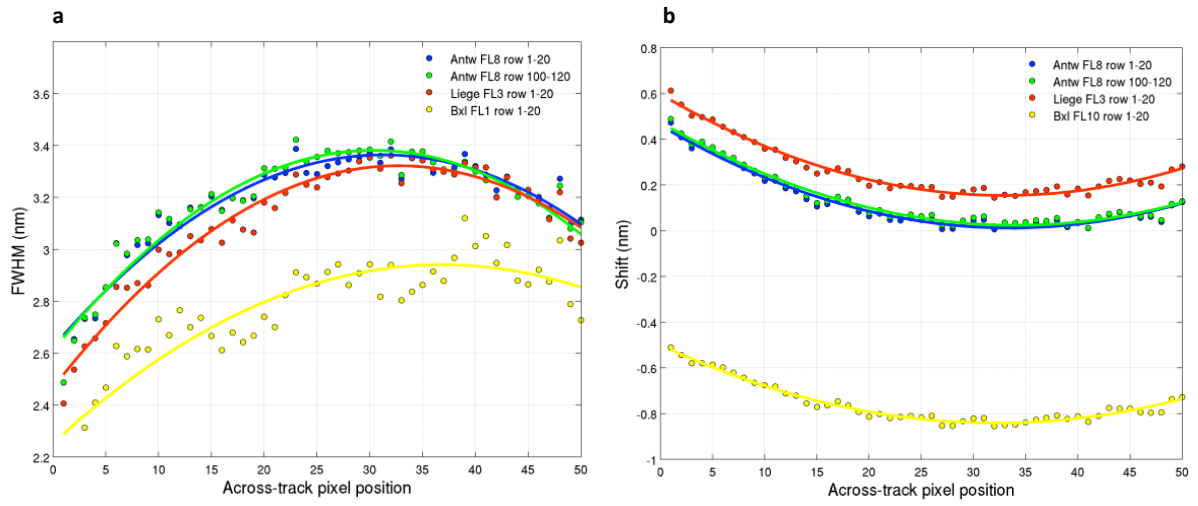 a
FWHM (nm)
3.6
3.4
3.2
3
2.8
2.6
2.4
2.2
0 5 10 15 20 25 30 35 40 45 50
Across-track pixel position
Antw FL8 row 1-20
Antw FL8 row 100-120
Liege FL3 row 1-20
Bxl FL1 row 1-20
b
Shift (nm)
0.8
0.6
0.4
0.2
0
-0.2
-0.4
-0.6
-0.8
-1
0 5 10 15 20 25 30 35 40 45 50
Across-track pixel position
Antw FL8 row 1-20
Antw FL8 row 100-120
Liege FL3 row 1-20
Bxl FL10 row 1-20